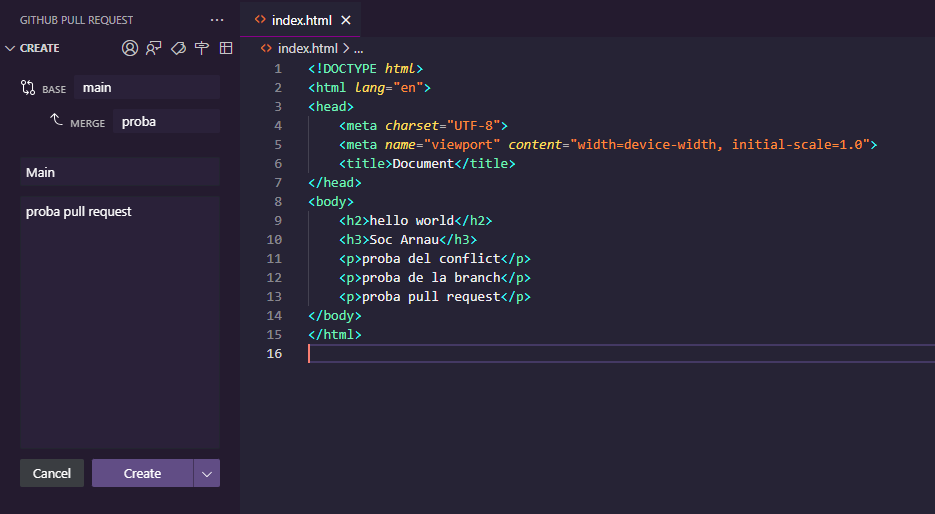 GITHUB PULL REQUEST ...
CREATE
BASE main
MERGE proba
Main
proba pull request
Cancel
Create
index.html
index.html > ...
1 <!DOCTYPE html>
2 <html lang="en">
3 <head>
4     <meta charset="UTF-8">
5     <meta name="viewport" content="width=device-width, initial-scale=1.0">
6     <title>Document</title>
7 </head>
8 <body>
9     <h2>hello world</h2>
10     <h3>Soc Arnau</h3>
11     <p>proba del conflict</p>
12     <p>proba de la branch</p>
13     <p>proba pull request</p>
14 </body>
15 </html>
16